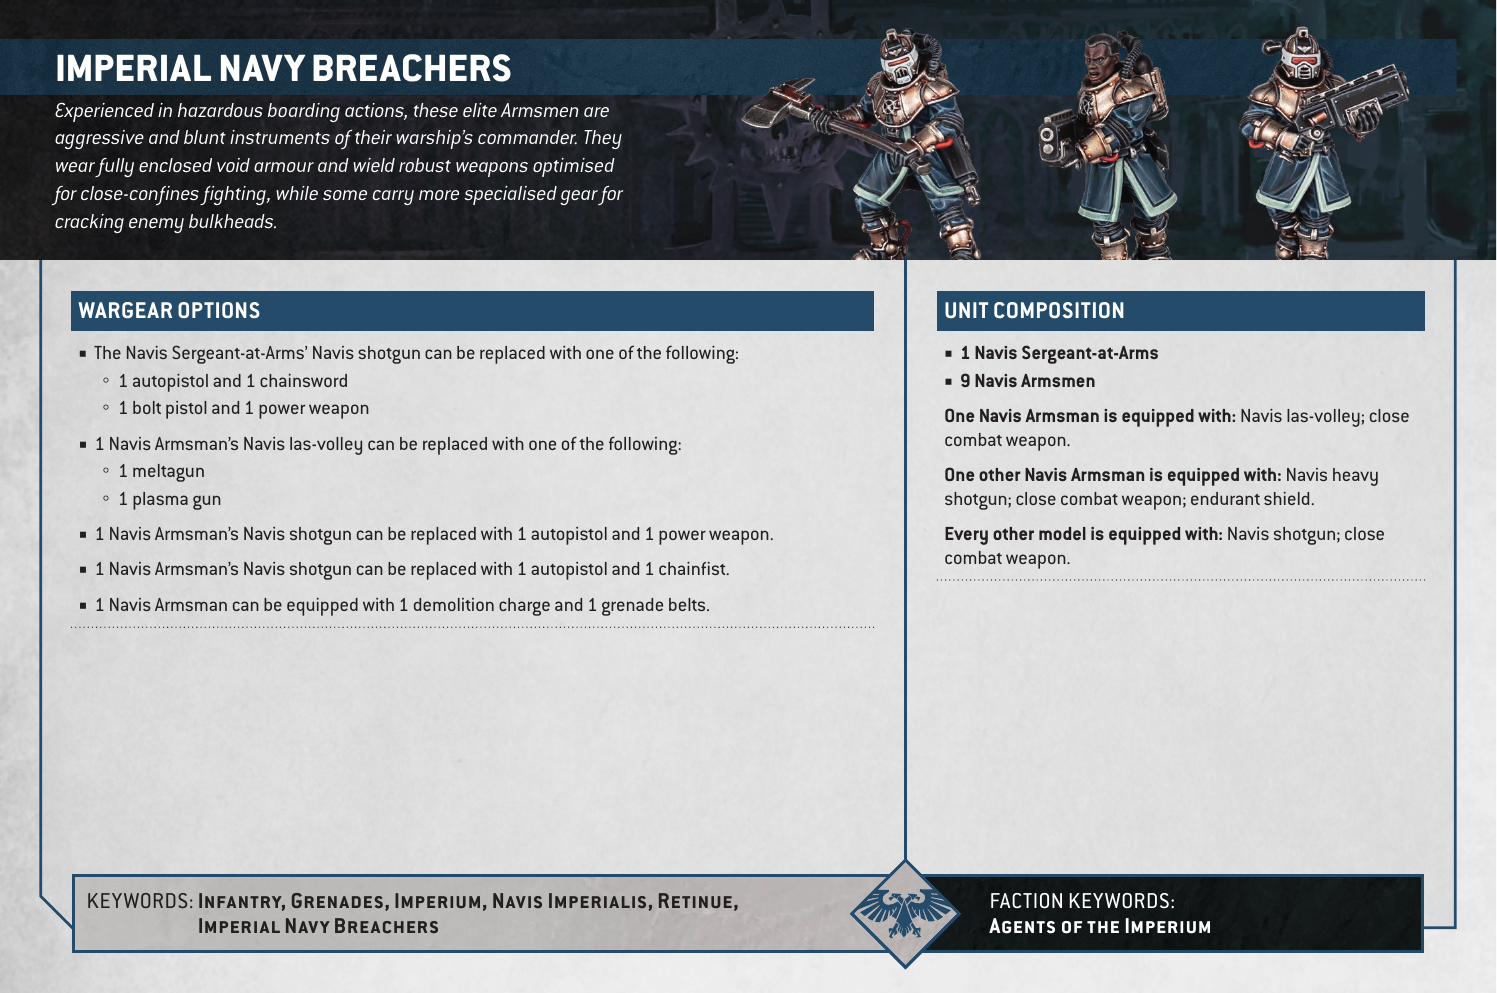 IMPERIAL NAVY BREACHERS
Experienced in hazardous boarding actions, these elite Armsmen are
aggressive and blunt instruments of their warship’s commander. They
wear fully enclosed void armour and wield robust weapons optimised
for close-confines fighting, while some carry more specialised gear for
cracking enemy bulkheads.
WARGEAR OPTIONS
■ The Navis Sergeant-at-Arms’ Navis shotgun can be replaced with one of the following:
◦ 1 autopistol and 1 chainsword
◦ 1 bolt pistol and 1 power weapon
■ 1 Navis Armsman’s Navis las-volley can be replaced with one of the following:
◦ 1 meltagun
◦ 1 plasma gun
■ 1 Navis Armsman’s Navis shotgun can be replaced with 1 autopistol and 1 power weapon.
■ 1 Navis Armsman’s Navis shotgun can be replaced with 1 autopistol and 1 chainfist.
■ 1 Navis Armsman can be equipped with 1 demolition charge and 1 grenade belts.
UNIT COMPOSITION
■ 1 Navis Sergeant-at-Arms
■ 9 Navis Armsmen
One Navis Armsman is equipped with: Navis las-volley; close
combat weapon.
One other Navis Armsman is equipped with: Navis heavy
shotgun; close combat weapon; endurant shield.
Every other model is equipped with: Navis shotgun; close
combat weapon.
KEYWORDS: Infantry, Grenades, Imperium, Navis Imperialis, Retinue,
Imperial Navy Breachers
FACTION KEYWORDS:
Agents of the Imperium